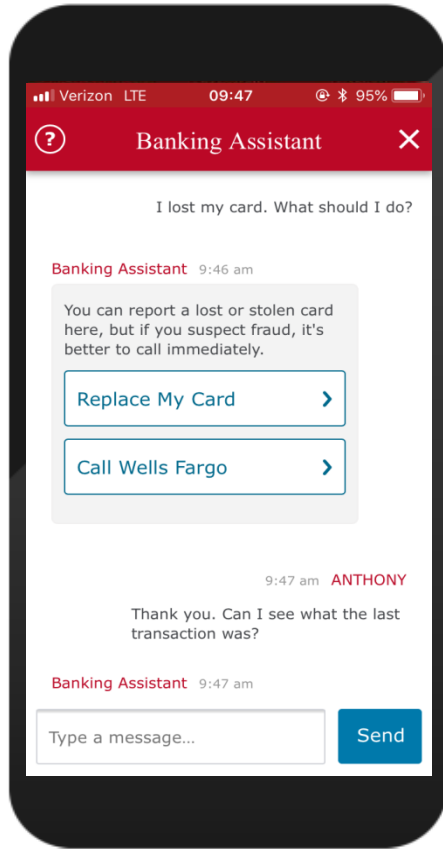 Verizon LTE 09:47 95%
? Banking Assistant
I lost my card. What should I do?
Banking Assistant 9:46 am
You can report a lost or stolen card
here, but if you suspect fraud, it's
better to call immediately.
Replace My Card
Call Wells Fargo
9:47 am ANTHONY
Thank you. Can I see what the last
transaction was?
Banking Assistant 9:47 am
Type a message...
Send